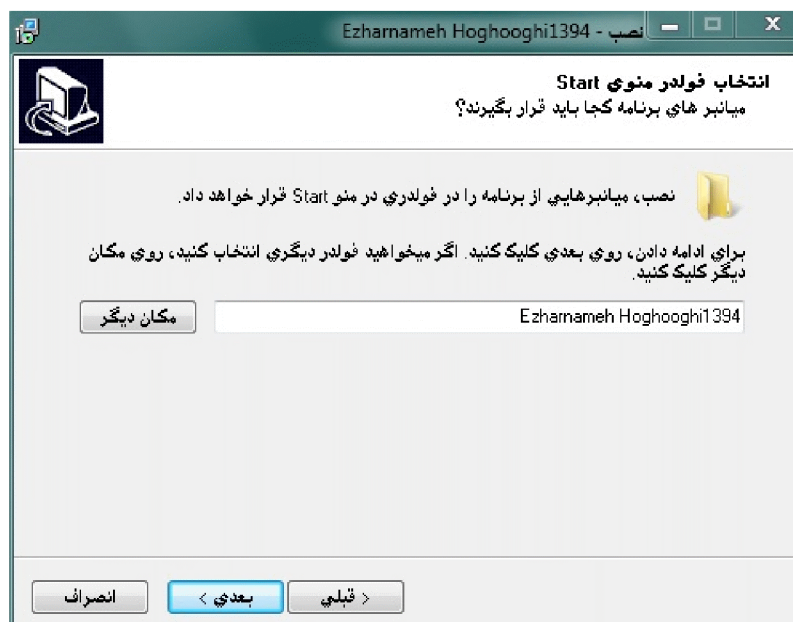 نصب - Ezharnameh Hoghooghi1394
انتخاب فولدر منوي Start
ميانبر هاي برنامه کجا بايد قرار بگيرند؟
نصب، ميانبرهايي از برنامه را در فولدري در منو Start قرار خواهد داد.
براي ادامه دادن، روي بعدي کليک کنيد. اگر ميخواهيد فولدر ديگري انتخاب کنيد، روي مکان
ديگر کليک کنيد.
Ezharnameh Hoghooghi1394 مکان ديگر
< قبلي بعدي > انصراف